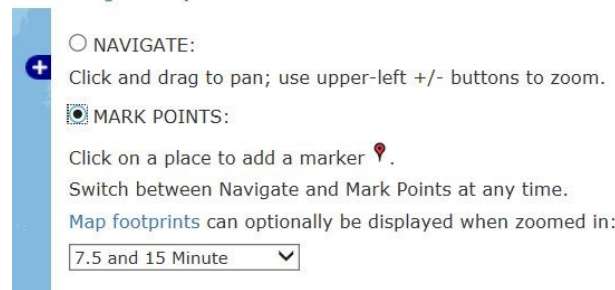 NAVIGATE:
Click and drag to pan; use upper-left +/- buttons to zoom.
MARK POINTS:
Click on a place to add a marker .
Switch between Navigate and Mark Points at any time.
Map footprints can optionally be displayed when zoomed in:
7.5 and 15 Minute